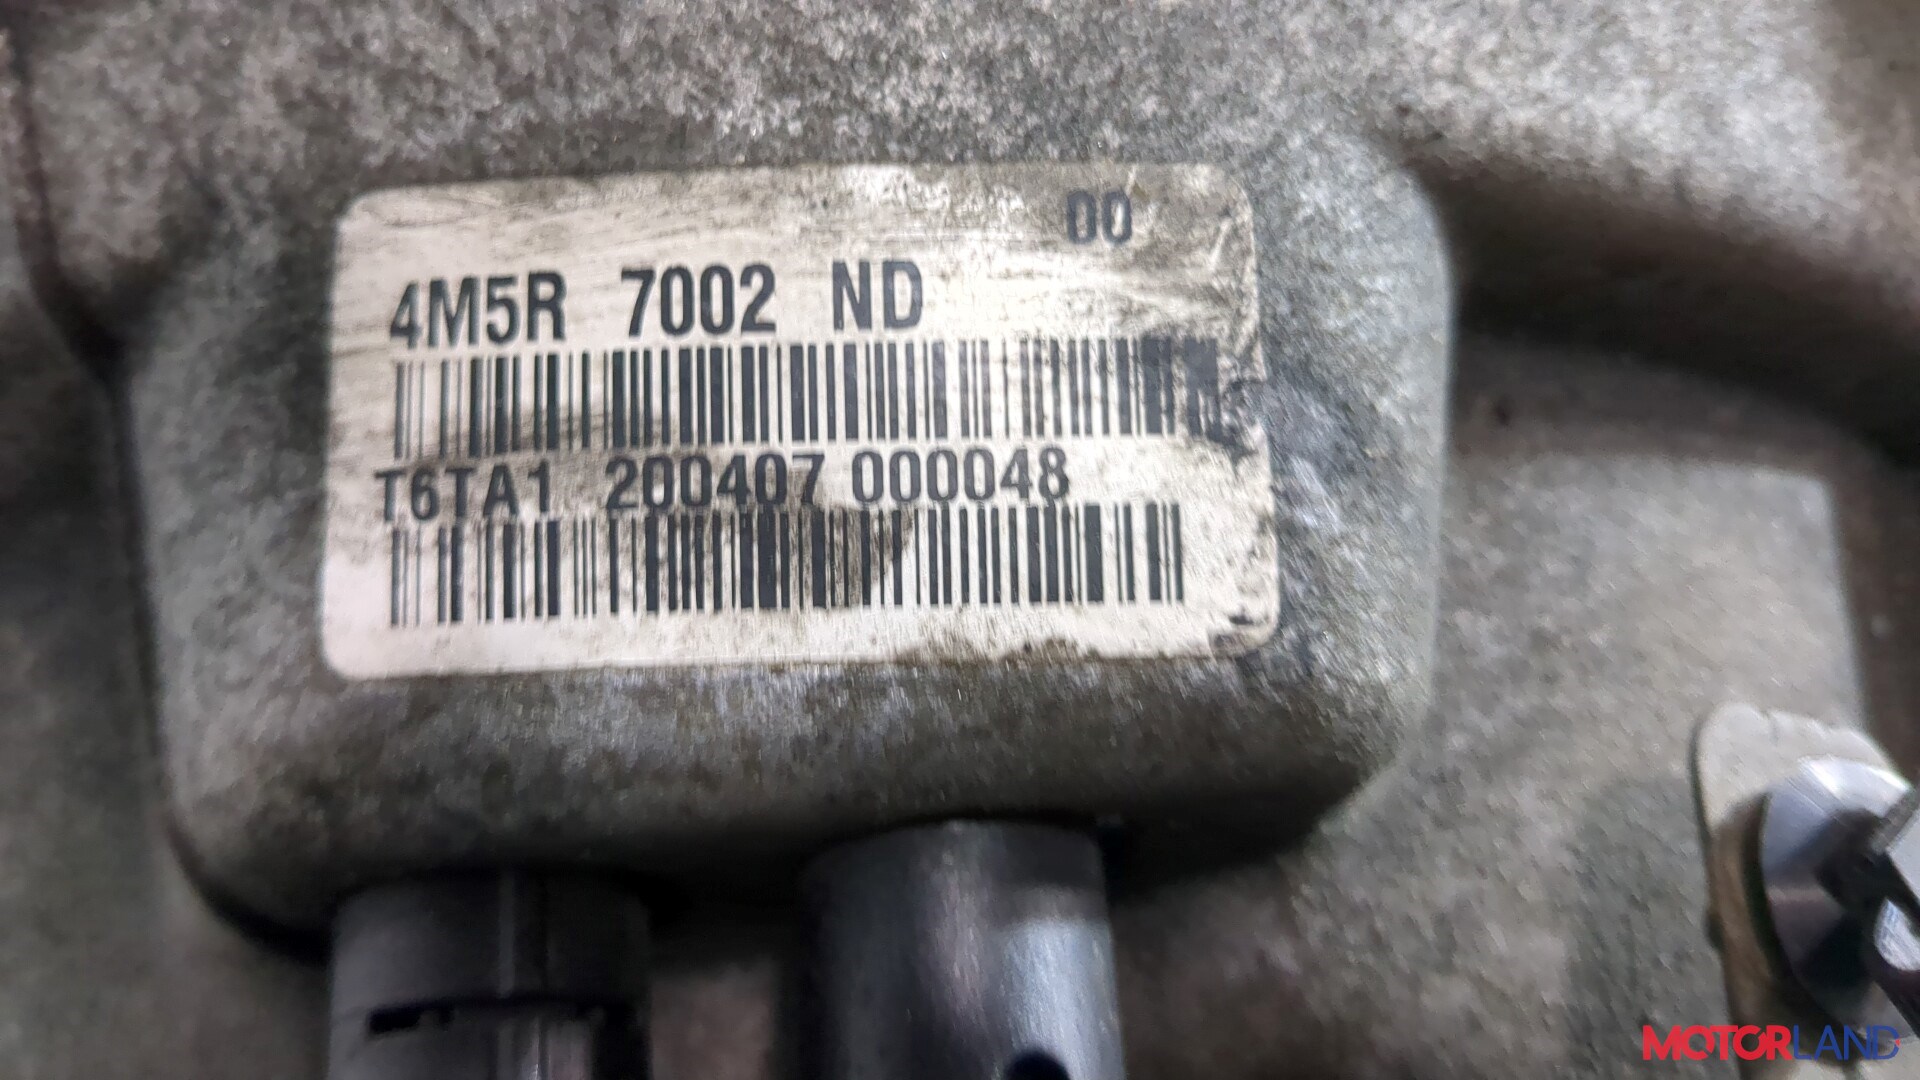 00
4M5R 7002 ND
T6TA1 200407 000048
MOTORLAND